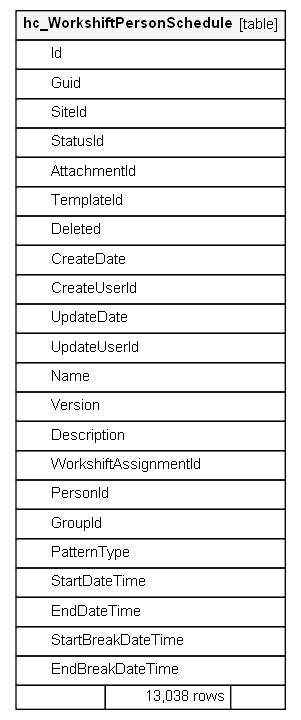 hc_WorkshiftPersonSchedule [table]
Id
Guid
SiteId
StatusId
AttachmentId
TemplateId
Deleted
CreateDate
CreateUserId
UpdateDate
UpdateUserId
Name
Version
Description
WorkshiftAssignmentId
PersonId
GroupId
PatternType
StartDateTime
EndDateTime
StartBreakDateTime
EndBreakDateTime
13,038 rows